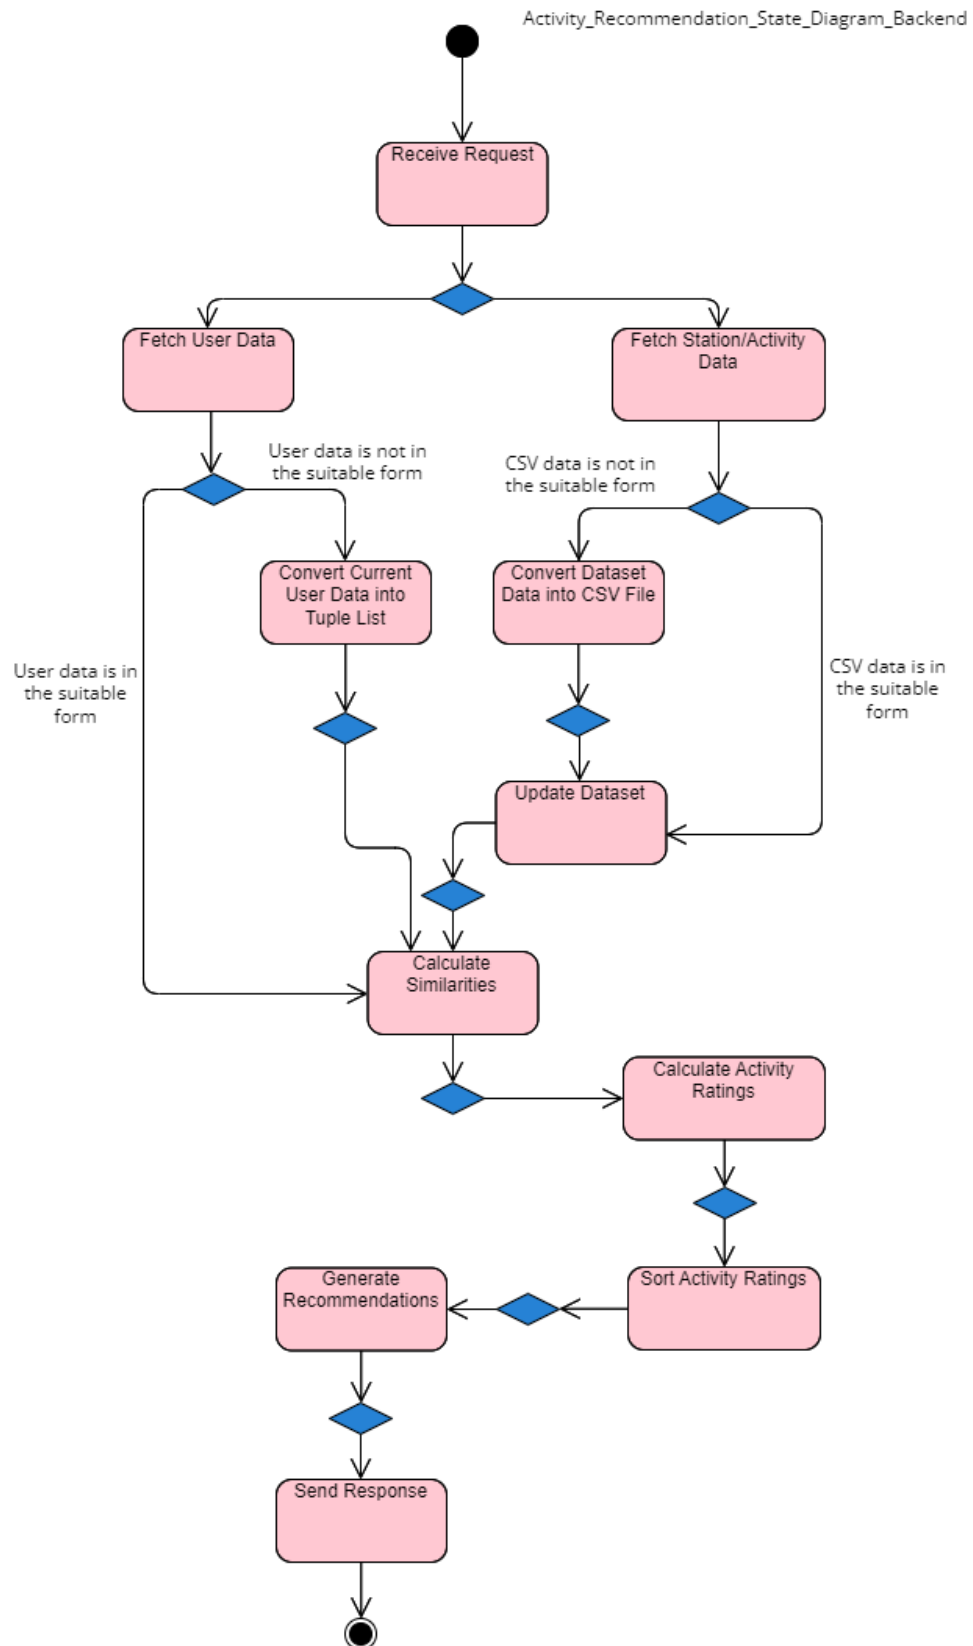 Activity_Recommendation_State_Diagram_Backend
Receive Request
Fetch User Data
Fetch Station/Activity
Data
User data is not in
the suitable form
CSV data is not in
the suitable form
Convert Current
User Data into
Tuple List
Convert Dataset
Data into CSV File
User data is in
the suitable
form
CSV data is in
the suitable
form
Update Dataset
Calculate
Similarities
Calculate Activity
Ratings
Sort Activity Ratings
Generate
Recommendations
Send Response